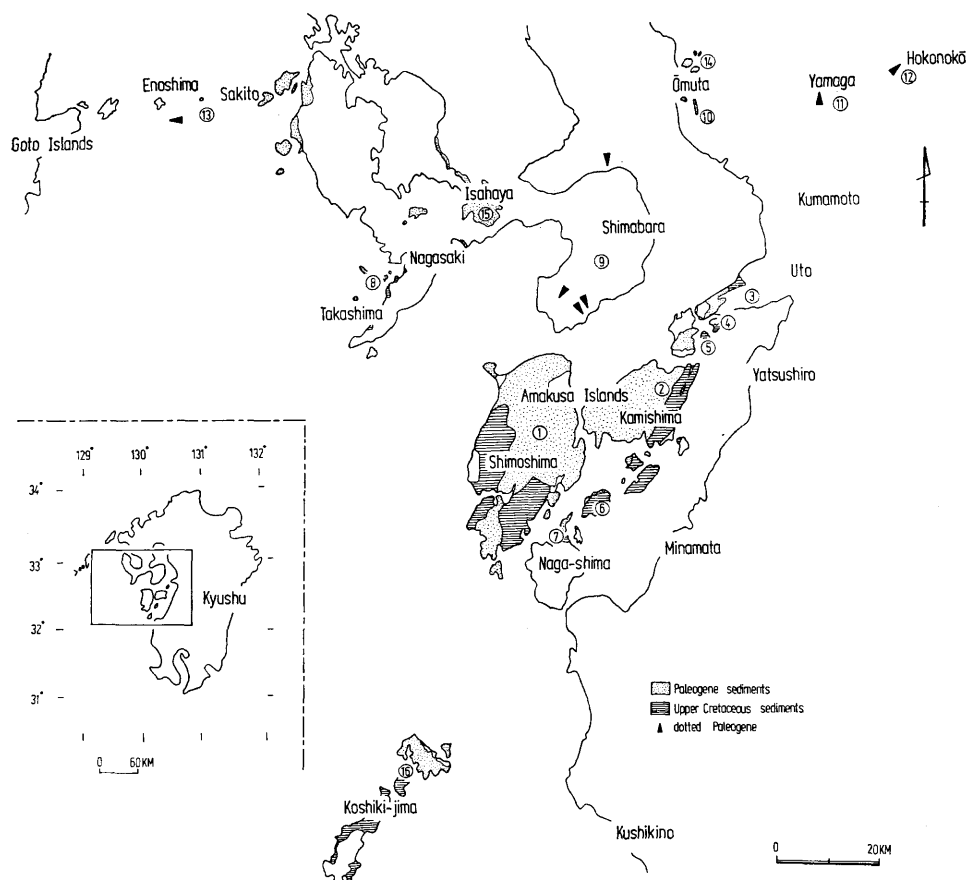 Enoshima
Sakito
⑬
Goto Islands
⑭
Ōmuta
⑩
Yamaga
⑪
Hokonokō
⑫
Kumamoto
Isahaya
⑮
Shimabara
⑨
Nagasaki
⑧
Takashima
Uto
③
④
⑤
Yatsushiro
Amakusa Islands
②
Kamishima
①
Shimoshima
⑥
⑦
Naga-shima
Minamata
129° 130° 131° 132°
34°
33°
Kyushu
32°
31°
0 60KM
Paleogene sediments
Upper Cretaceous sediments
dotted Paleogene
⑯
Koshiki-jima
Kushikino
0 20KM